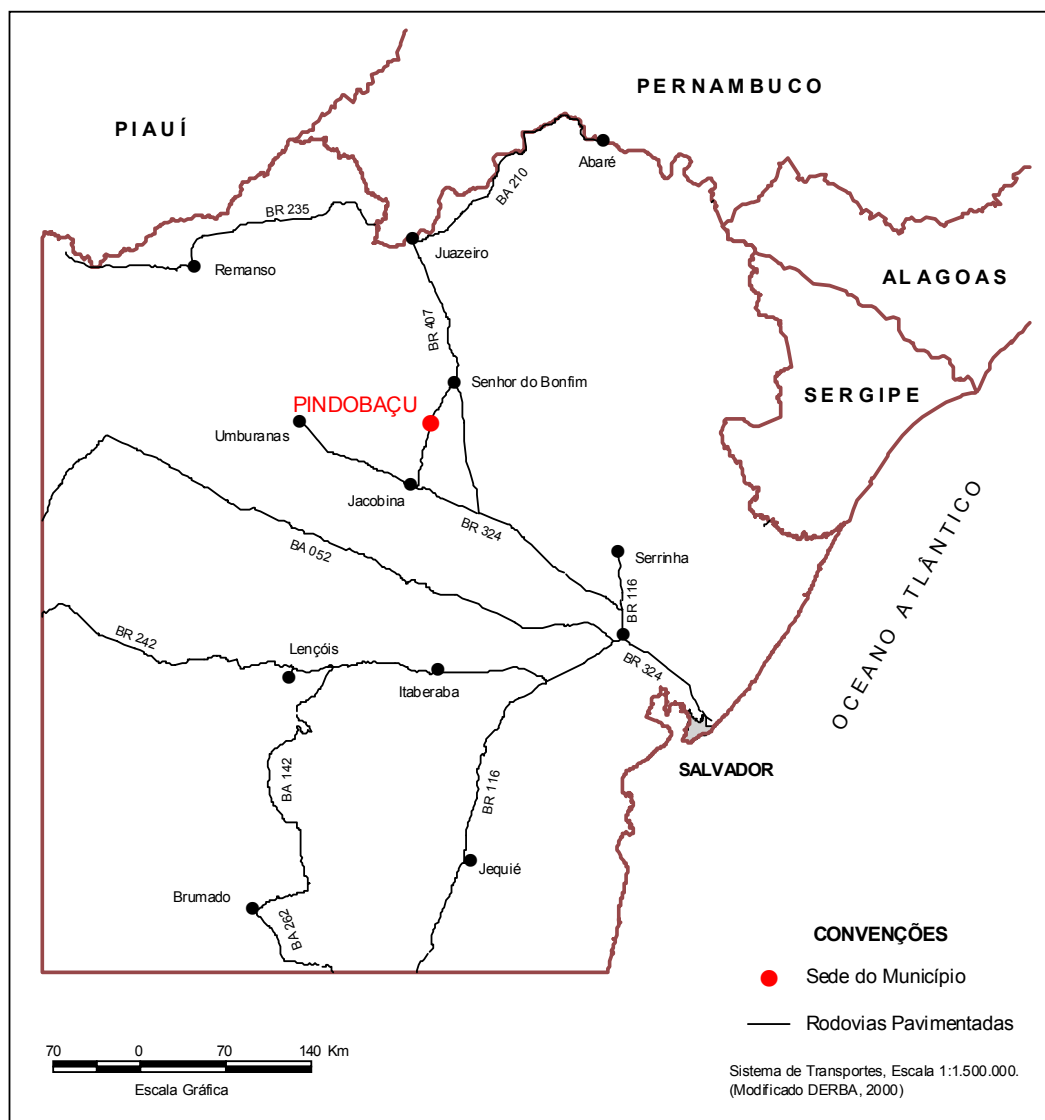 PERNAMBUCO
PIAUÍ
Abaré
BA 210
BR 235
Juazeiro
Remanso
ALAGOAS
BR 407
Senhor do Bonfim
SERGIPE
PINDOBAÇU
Umburanas
Jacobina
BR 324
OCEANO ATLÂNTICO
BA 052
Serrinha
BR 116
BR 242
Lençóis
Itaberaba
BR 324
SALVADOR
BA 142
BR 116
Jequié
Brumado
BA 262
CONVENÇÕES
Sede do Município
Rodovias Pavimentadas
70 0 70 140 Km
Escala Gráfica
Sistema de Transportes, Escala 1:1.500.000.
(Modificado DERBA, 2000)